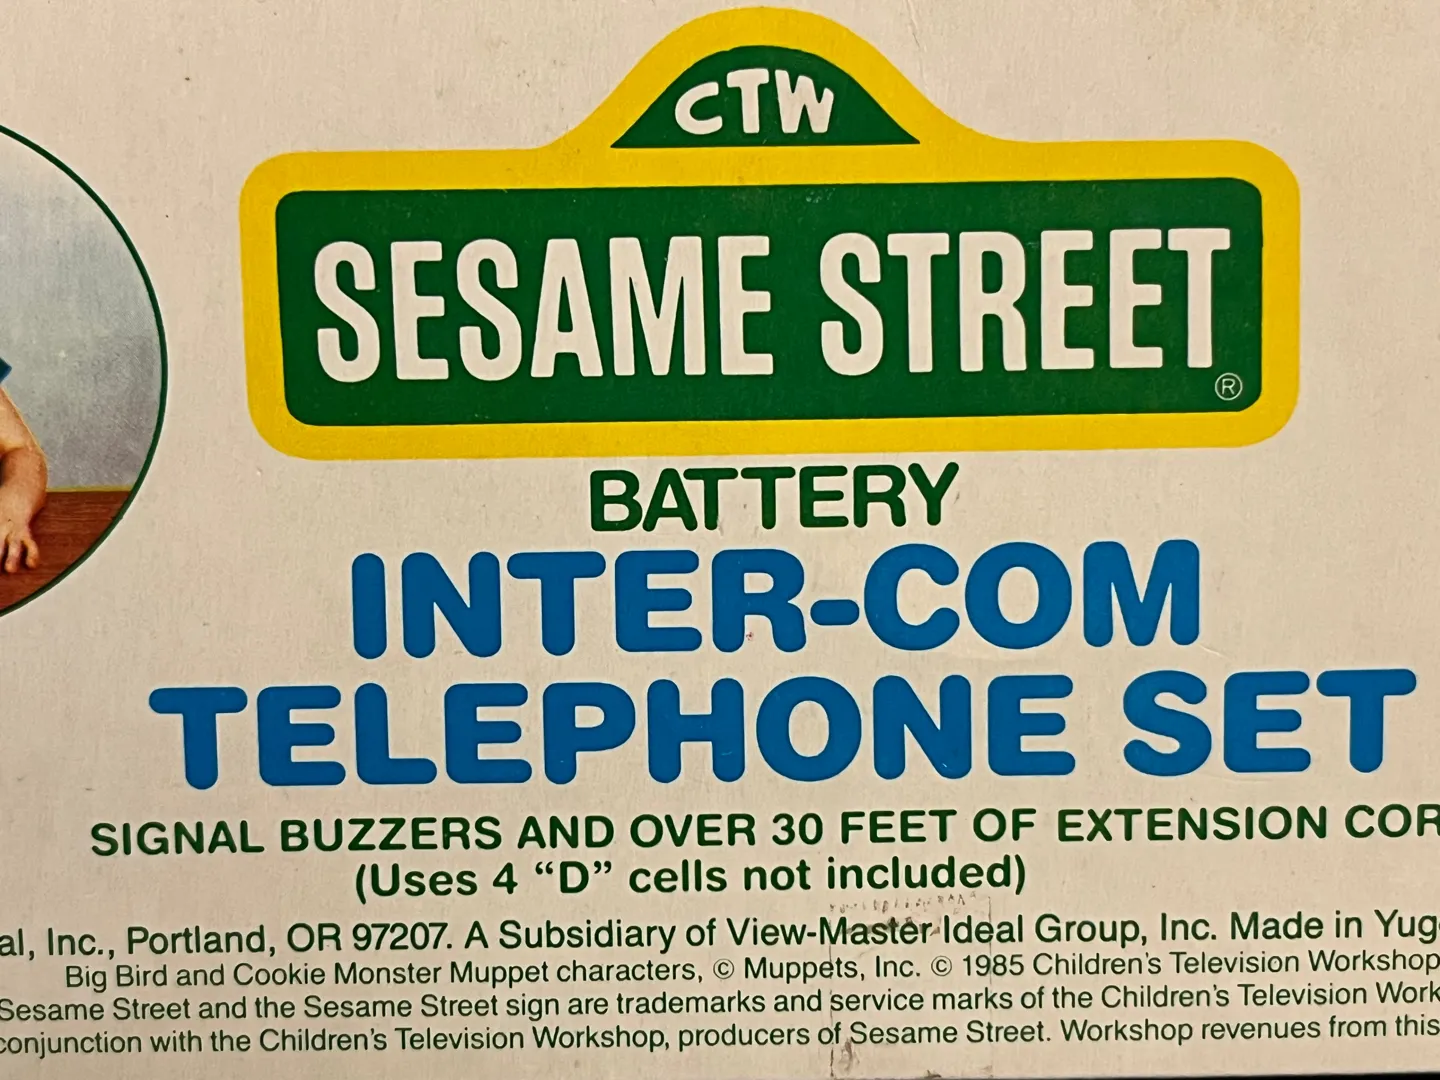 CTW
SESAME STREET
®
BATTERY
INTER-COM
TELEPHONE SET
SIGNAL BUZZERS AND OVER 30 FEET OF EXTENSION COR
(Uses 4 “D” cells not included)
al, Inc., Portland, OR 97207. A Subsidiary of View-Master Ideal Group, Inc. Made in Yug
Big Bird and Cookie Monster Muppet characters, © Muppets, Inc. © 1985 Children's Television Workshop
Sesame Street and the Sesame Street sign are trademarks and service marks of the Children's Television Work
conjunction with the Children's Television Workshop, producers of Sesame Street. Workshop revenues from this